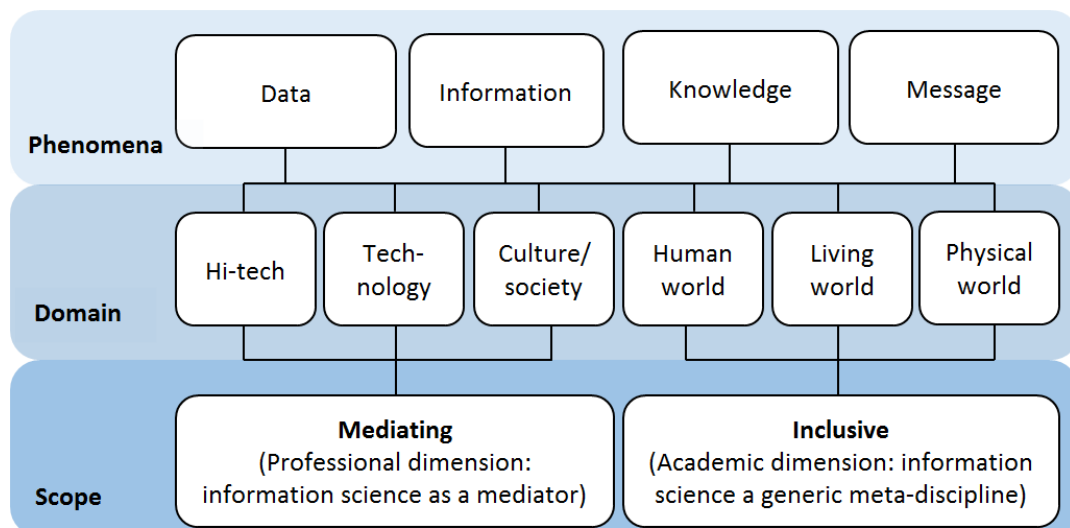 Data
Information
Knowledge
Message
Phenomena
Hi-tech
Tech-
nology
Culture/
society
Human
world
Living
world
Physical
world
Domain
Mediating
(Professional dimension:
information science as a mediator)
Inclusive
(Academic dimension: information
science a generic meta-discipline)
Scope